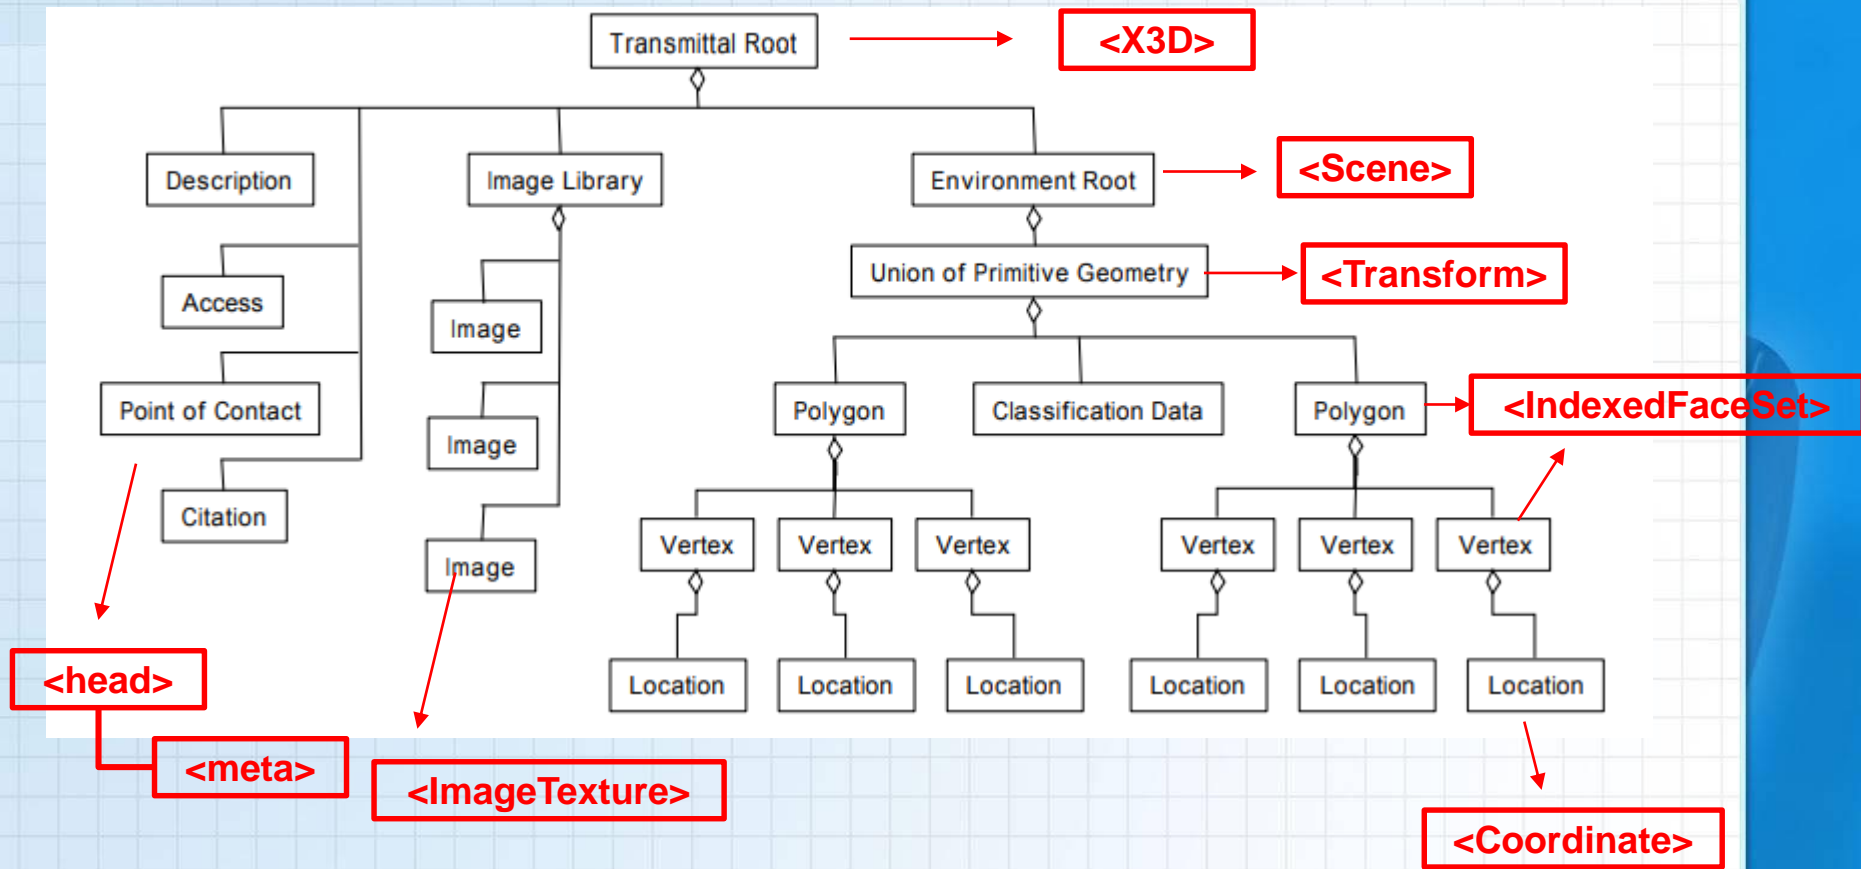 Transmittal Root
<X3D>
Description
Image Library
Environment Root
<Scene>
Access
Image
Union of Primitive Geometry
<Transform>
Point of Contact
Image
Polygon
Classification Data
Polygon
<IndexedFaceSet>
Citation
Image
Vertex
Vertex
Vertex
Vertex
Vertex
Vertex
<head>
Location
Location
Location
Location
Location
Location
<meta>
<ImageTexture>
<Coordinate>